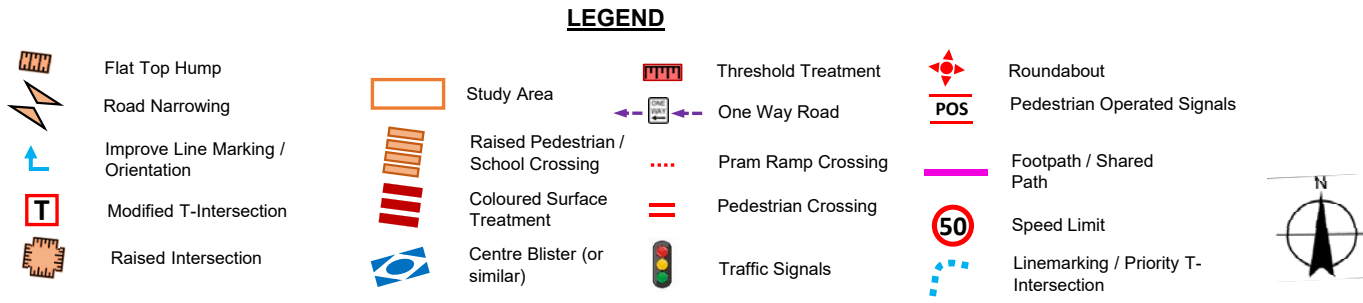 LEGEND
Flat Top Hump
Road Narrowing
Improve Line Marking /
Orientation
T
Modified T-Intersection
Raised Intersection
Study Area
Raised Pedestrian /
School Crossing
Coloured Surface
Treatment
Centre Blister (or
similar)
Threshold Treatment
ONE
WAY
One Way Road
Pram Ramp Crossing
Pedestrian Crossing
Traffic Signals
Roundabout
POS
Pedestrian Operated Signals
Footpath / Shared
Path
50
Speed Limit
Linemarking / Priority T-
Intersection
N